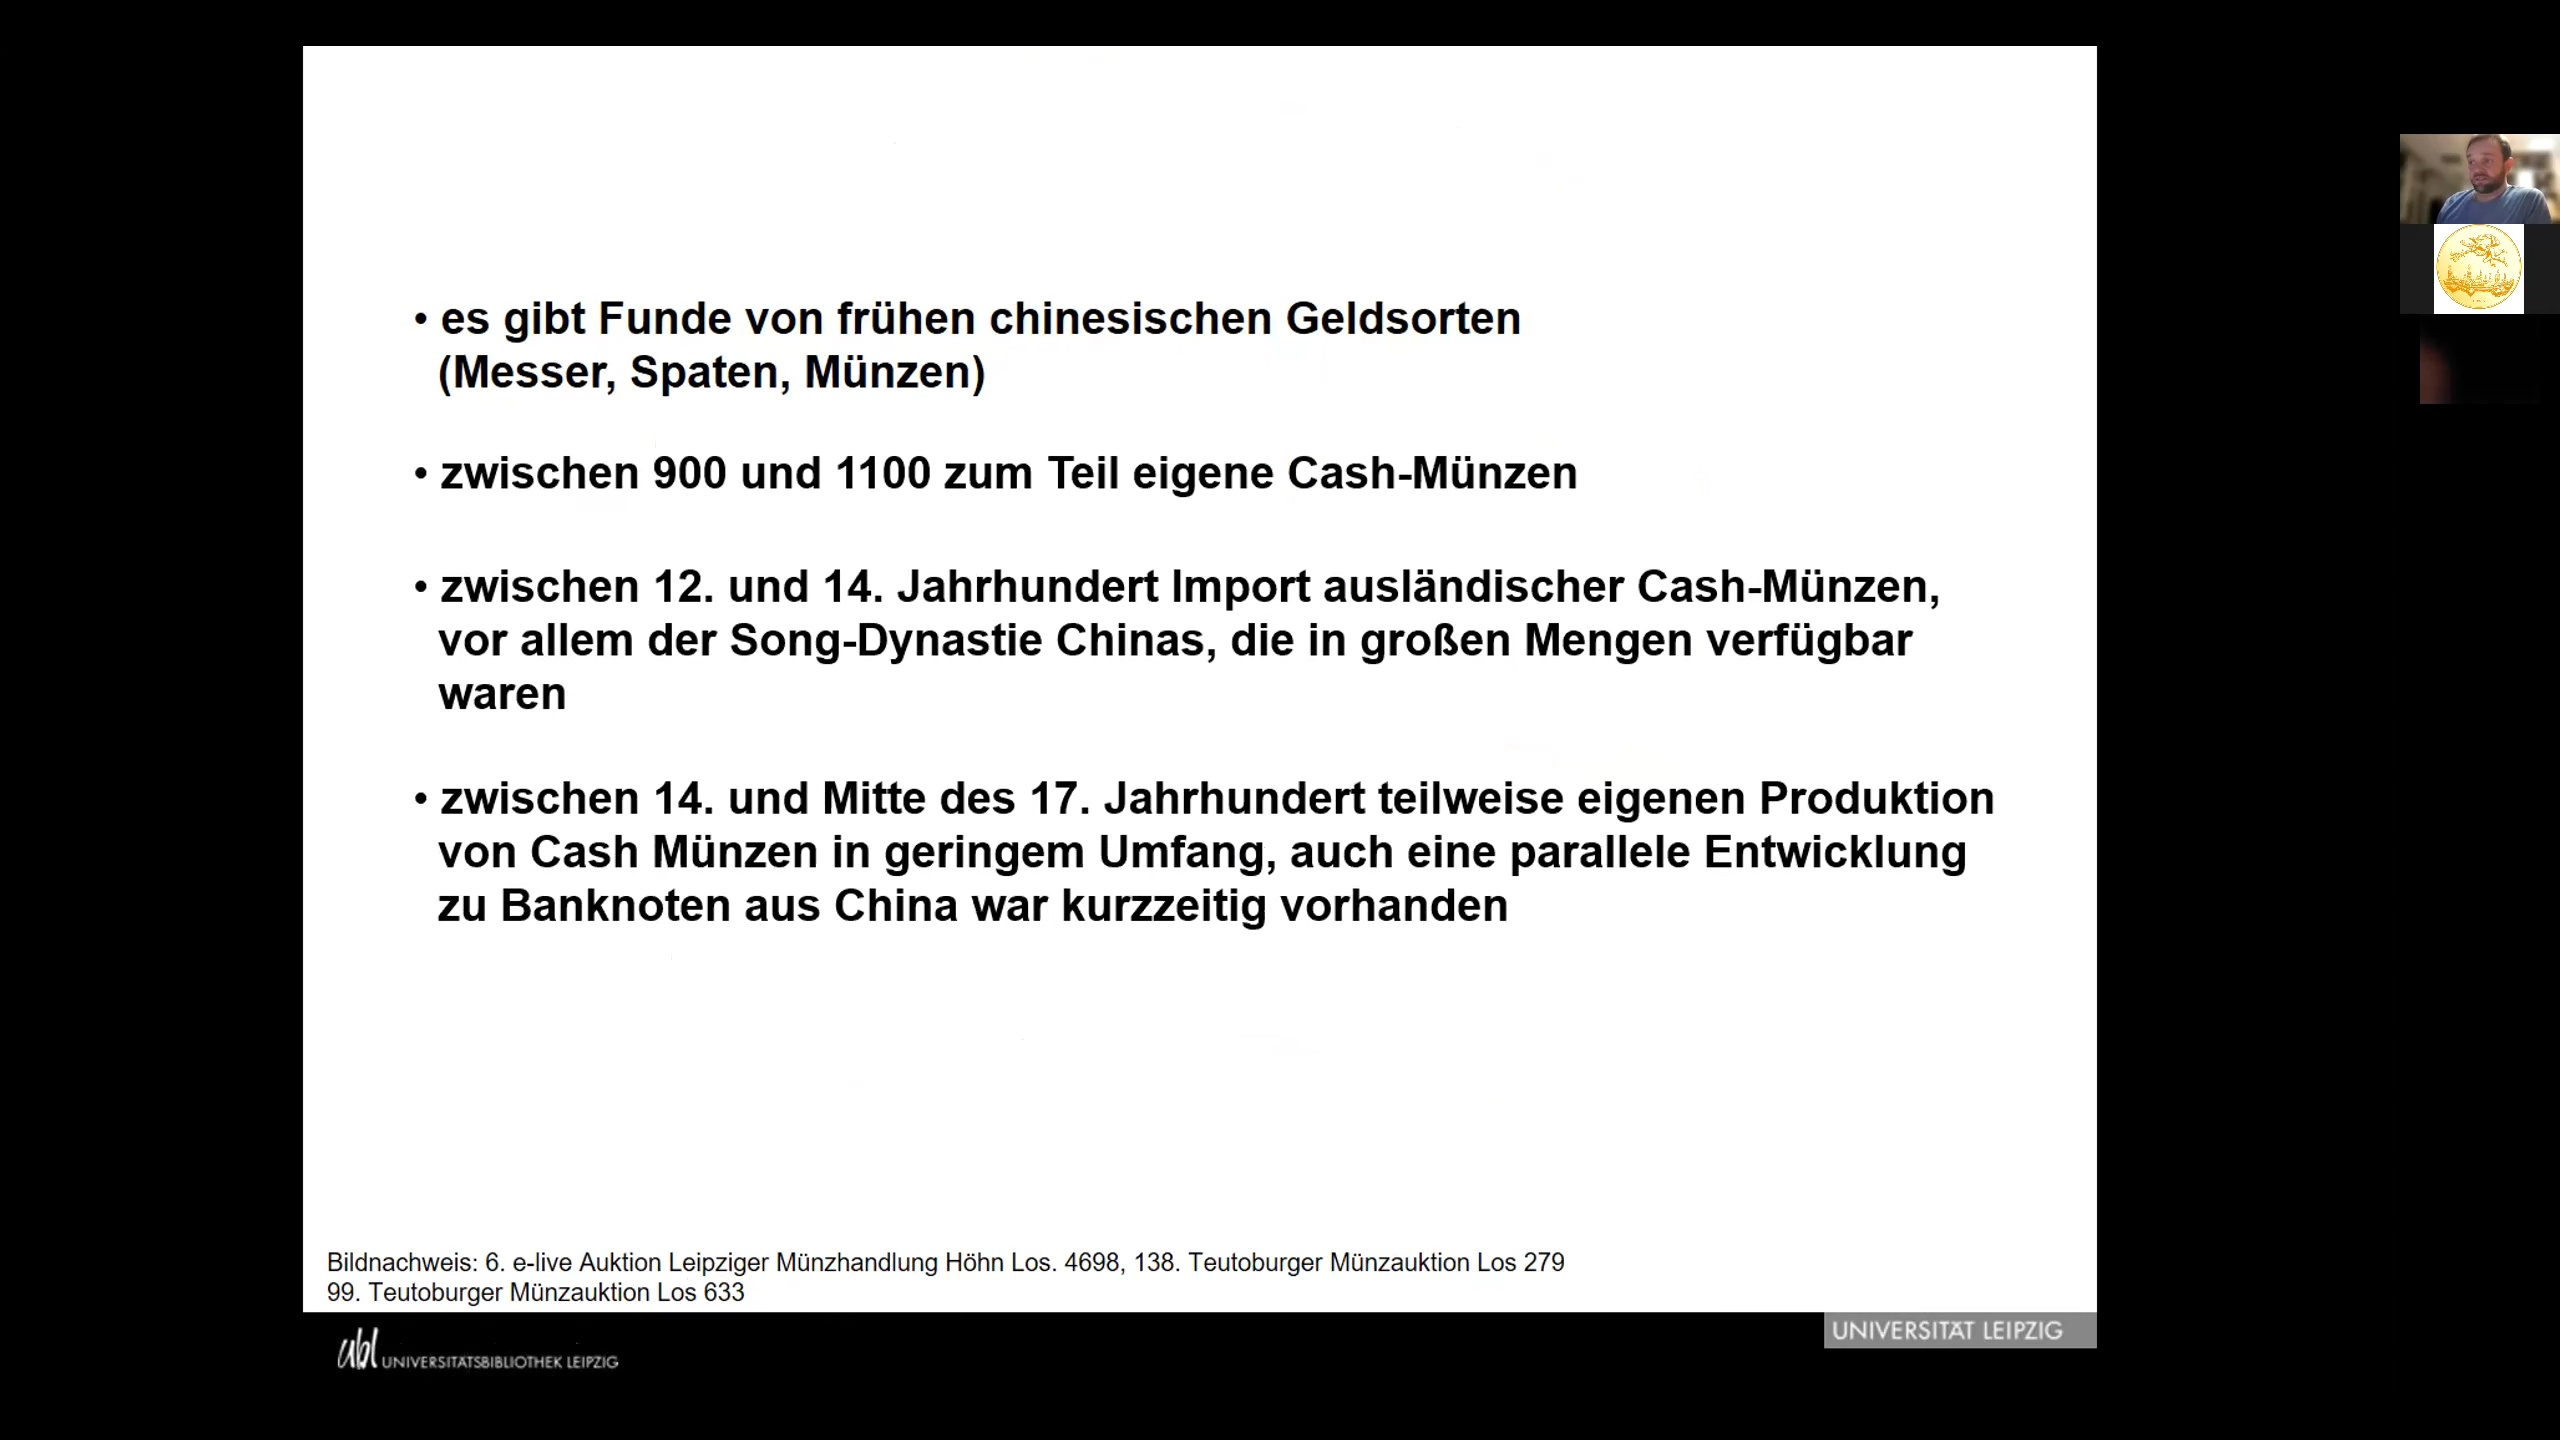 • es gibt Funde von frühen chinesischen Geldsorten
(Messer, Spaten, Münzen)
• zwischen 900 und 1100 zum Teil eigene Cash-Münzen
• zwischen 12. und 14. Jahrhundert Import ausländischer Cash-Münzen,
vor allem der Song-Dynastie Chinas, die in großen Mengen verfügbar
waren
• zwischen 14. und Mitte des 17. Jahrhundert teilweise eigenen Produktion
von Cash Münzen in geringem Umfang, auch eine parallele Entwicklung
zu Banknoten aus China war kurzzeitig vorhanden
Bildnachweis: 6. e-live Auktion Leipziger Münzhandlung Höhn Los. 4698, 138. Teutoburger Münzauktion Los 279
99. Teutoburger Münzauktion Los 633
UNIVERSITÄT LEIPZIG
ubl UNIVERSITÄTSBIBLIOTHEK LEIPZIG